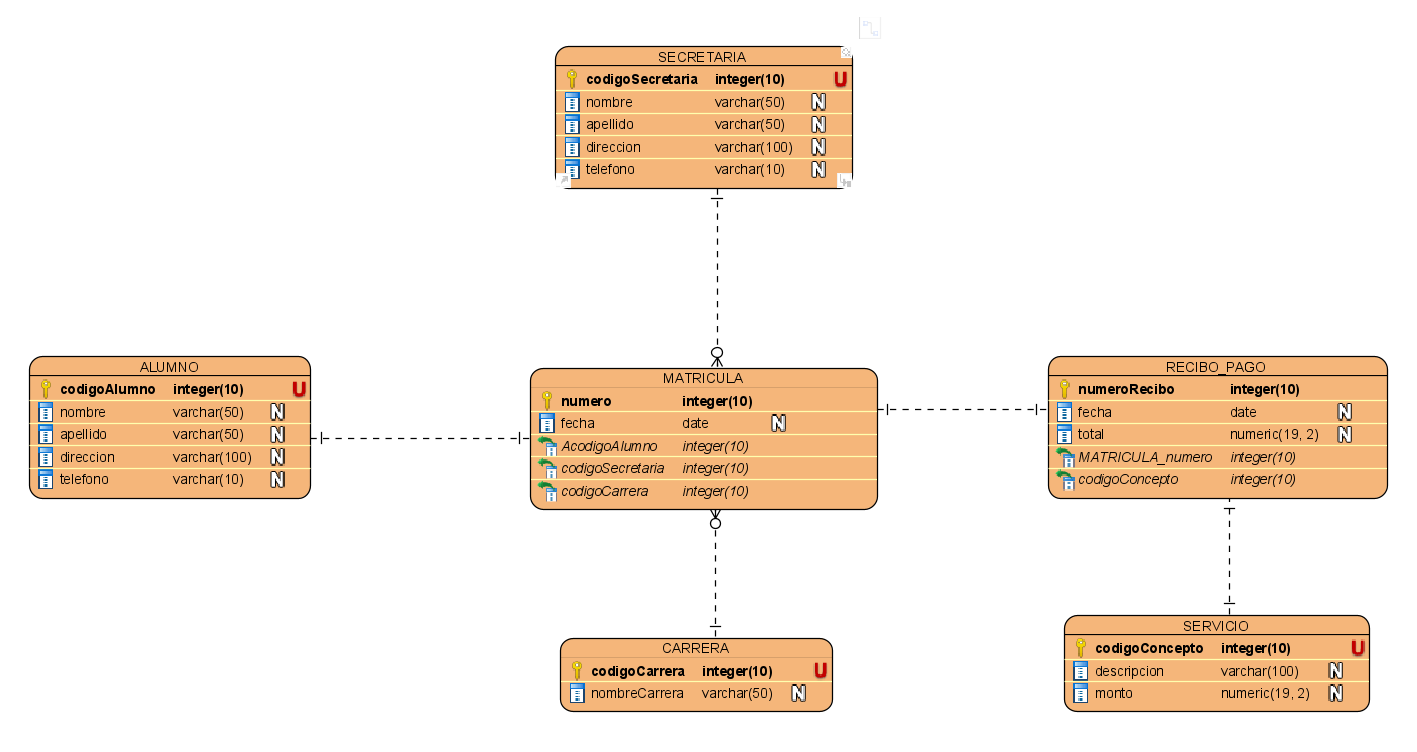 SECRETARIA
codigoSecretaria integer(10) U
nombre varchar(50) N
apellido varchar(50) N
direccion varchar(100) N
telefono varchar(10) N
ALUMNO
codigoAlumno integer(10) U
nombre varchar(50) N
apellido varchar(50) N
direccion varchar(100) N
telefono varchar(10) N
MATRICULA
numero integer(10)
fecha date N
AcodigoAlumno integer(10)
codigoSecretaria integer(10)
codigoCarrera integer(10)
RECIBO_PAGO
numeroRecibo integer(10)
fecha date N
total numeric(19, 2) N
MATRICULA_numero integer(10)
codigoConcepto integer(10)
CARRERA
codigoCarrera integer(10) U
nombreCarrera varchar(50) N
SERVICIO
codigoConcepto integer(10) U
descripcion varchar(100) N
monto numeric(19, 2) N